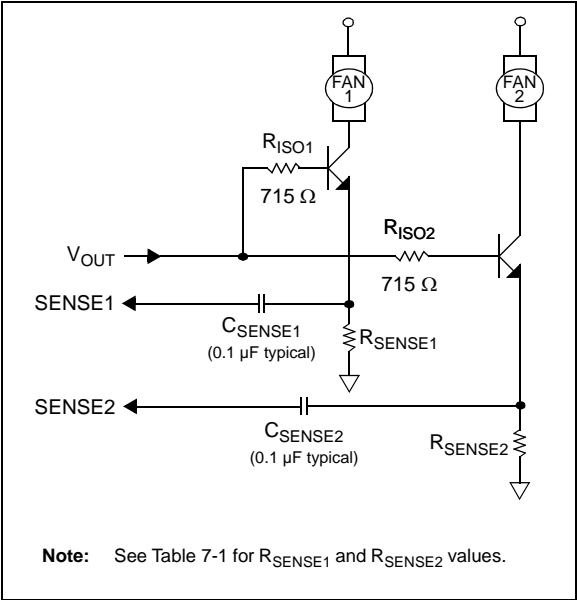 FAN
1
FAN
2
RISO1
715 Ω
RISO2
715 Ω
VOUT
SENSE1
CSENSE1
(0.1 µF typical)
RSENSE1
SENSE2
CSENSE2
(0.1 µF typical)
RSENSE2
Note: See Table 7-1 for RSENSE1 and RSENSE2 values.